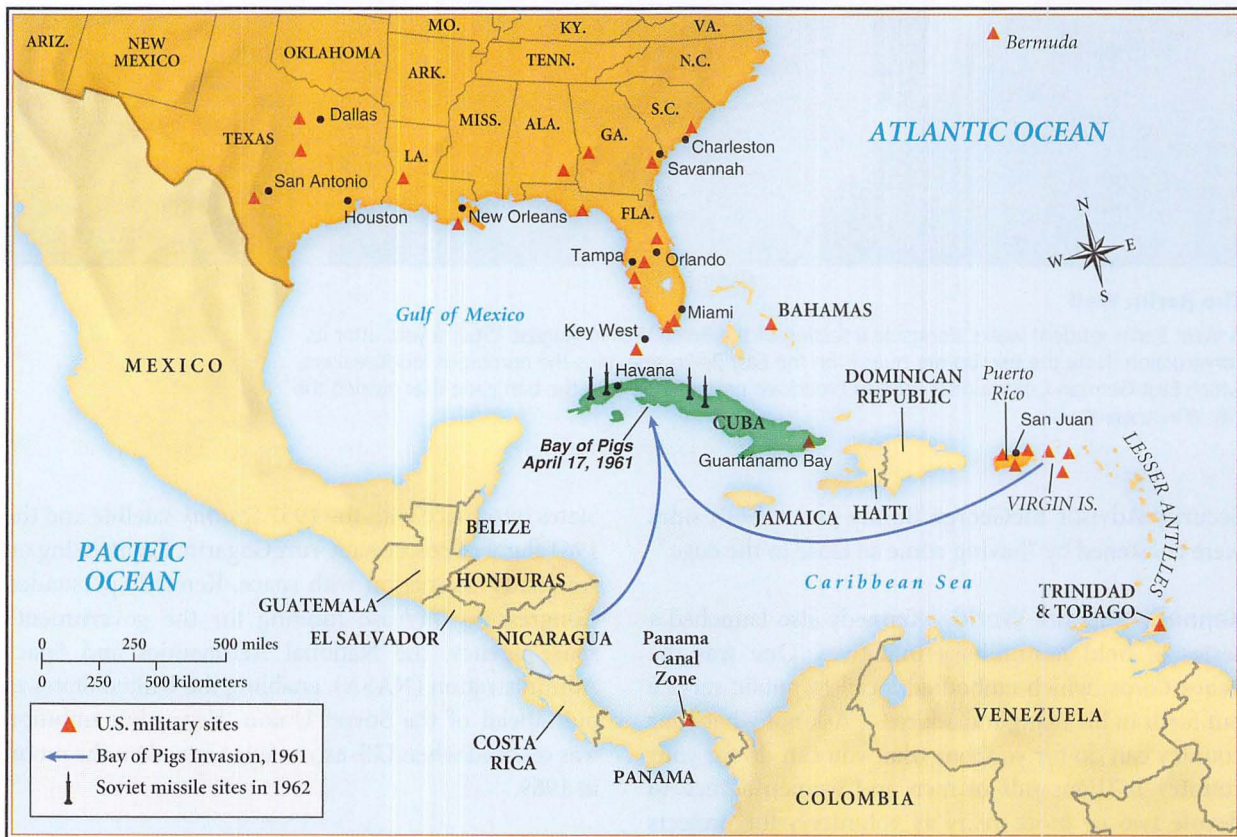 MO.
KY.
VA.
ARIZ.
NEW
MEXICO
OKLAHOMA
ARK.
TENN.
N.C.
Bermuda
S.C.
MISS.
ALA.
GA.
Dallas
TEXAS
LA.
Charleston
Savannah
ATLANTIC OCEAN
San Antonio
Houston
New Orleans
FLA.
Tampa
Orlando
N
W
E
S
Gulf of Mexico
Miami
BAHAMAS
Key West
MEXICO
Havana
DOMINICAN
REPUBLIC
Puerto
Rico
San Juan
CUBA
Bay of Pigs
April 17, 1961
Guantánamo Bay
LESSER ANTILLES
VIRGIN IS.
HAITI
JAMAICA
BELIZE
PACIFIC
OCEAN
HONDURAS
Caribbean Sea
GUATEMALA
EL SALVADOR
NICARAGUA
TRINIDAD
& TOBAGO
0 250 500 miles
0 250 500 kilometers
Panama
Canal
Zone
U.S. military sites
Bay of Pigs Invasion, 1961
Soviet missile sites in 1962
COSTA
RICA
PANAMA
VENEZUELA
COLOMBIA